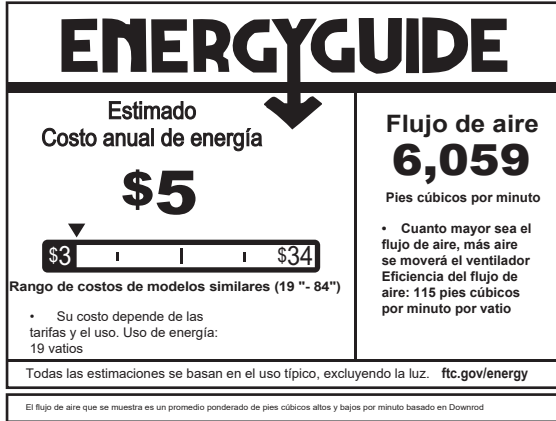 ENERGYGUIDE
Estimado
Costo anual de energía
$5
$3
$34
Rango de costos de modelos similares (19 "- 84")
• Su costo depende de las
tarifas y el uso. Uso de energía:
19 vatios
Flujo de aire
6,059
Pies cúbicos por minuto
• Cuanto mayor sea el
flujo de aire, más aire
se moverá el ventilador
Eficiencia del flujo de
aire: 115 pies cúbicos
por minuto por vatio
Todas las estimaciones se basan en el uso típico, excluyendo la luz. ftc.gov/energy
El flujo de aire que se muestra es un promedio ponderado de pies cúbicos altos y bajos por minuto basado en Downrod